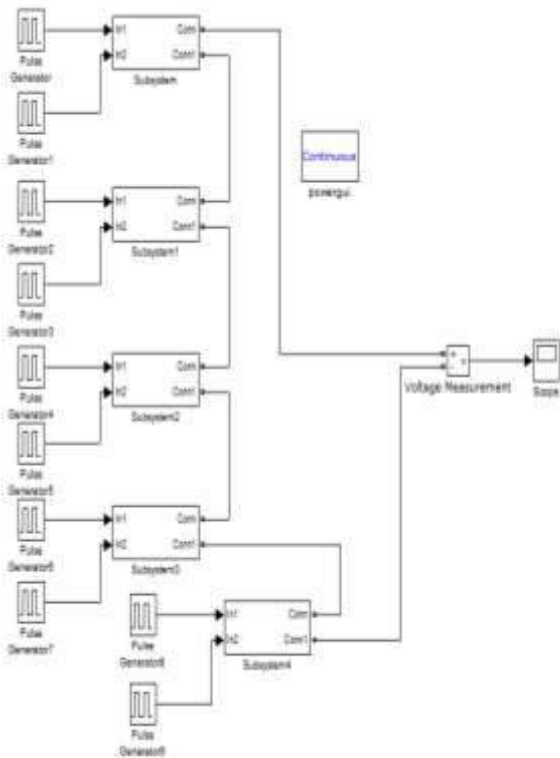 In1
Conn
In2
Conn1
Pulse
Generator
Subsystem
Pulse
Generator1
Continuous
powergui
In1
Conn
In2
Conn1
Pulse
Generator2
Subsystem1
Pulse
Generator3
In1
Conn
In2
Conn1
Pulse
Generator4
Subsystem2
Voltage Measurement
Scope
Pulse
Generator5
In1
Conn
In2
Conn1
Pulse
Generator6
Subsystem3
Pulse
Generator7
In1
Conn
In2
Conn1
Pulse
Generator8
Subsystem4
Pulse
Generator9